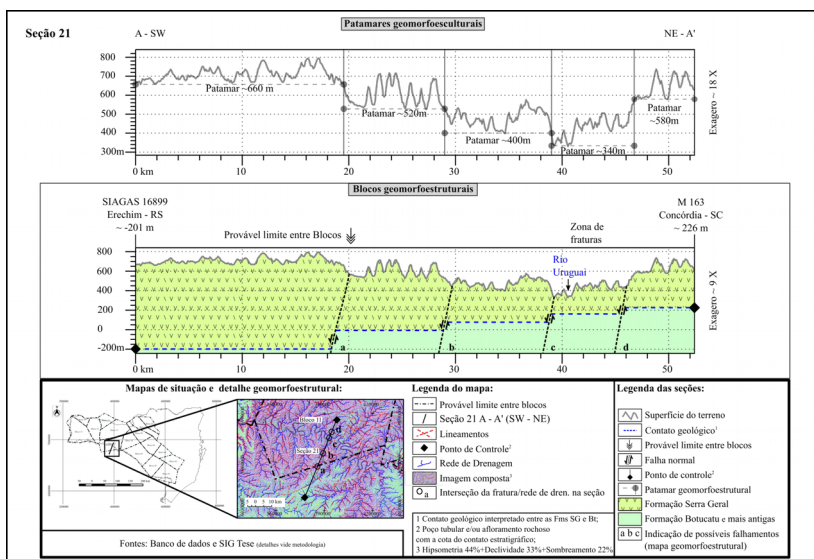 Patamares geomorfoesculturais
Seção 21
A - SW
NE - A'
800
700
600
500
400
300m
Patamar ~660 m
Patamar ~520m
Patamar ~400m
Patamar ~340m
Patamar
~580m
Exagero ~ 18 X
0 km
10
20
30
40
50
Blocos geomorfoestruturais
SIAGAS 16899
Erechim - RS
~ -201 m
Provável limite entre Blocos
Zona de
fraturas
Rio
Uruguai
M 163
Concórdia - SC
~ 226 m
800
600
400
200
0
-200m
a
b
c
d
Exagero ~ 9 X
0 km
10
20
30
40
50
Mapas de situação e detalhe geomorfoestrutural:
Bloco 11
Seção 21
a
b
c
d
Fontes: Banco de dados e SIG Tese (detalhes vide metodologia)
Legenda do mapa:
Provável limite entre blocos
Seção 21 A - A' (SW - NE)
Lineamentos
Ponto de Controle²
Rede de Drenagem
Imagem composta³
a Interseção da fratura/rede de dren. na seção
1 Contato geológico interpretado entre as Fms SG e Bt;
2 Poço tubular e/ou afloramento rochoso
com a cota do contato estratigráfico;
3 Hipsometria 44%+Declividade 33%+Sombreamento 22%
Legenda das seções:
Superfície do terreno
Contato geológico¹
Provável limite entre blocos
Falha normal
Ponto de controle²
Patamar geomorfoestrutural
Formação Serra Geral
Formação Botucatu e mais antigas
a b c Indicação de possíveis falhamentos
(mapa geomorfoestrutural)